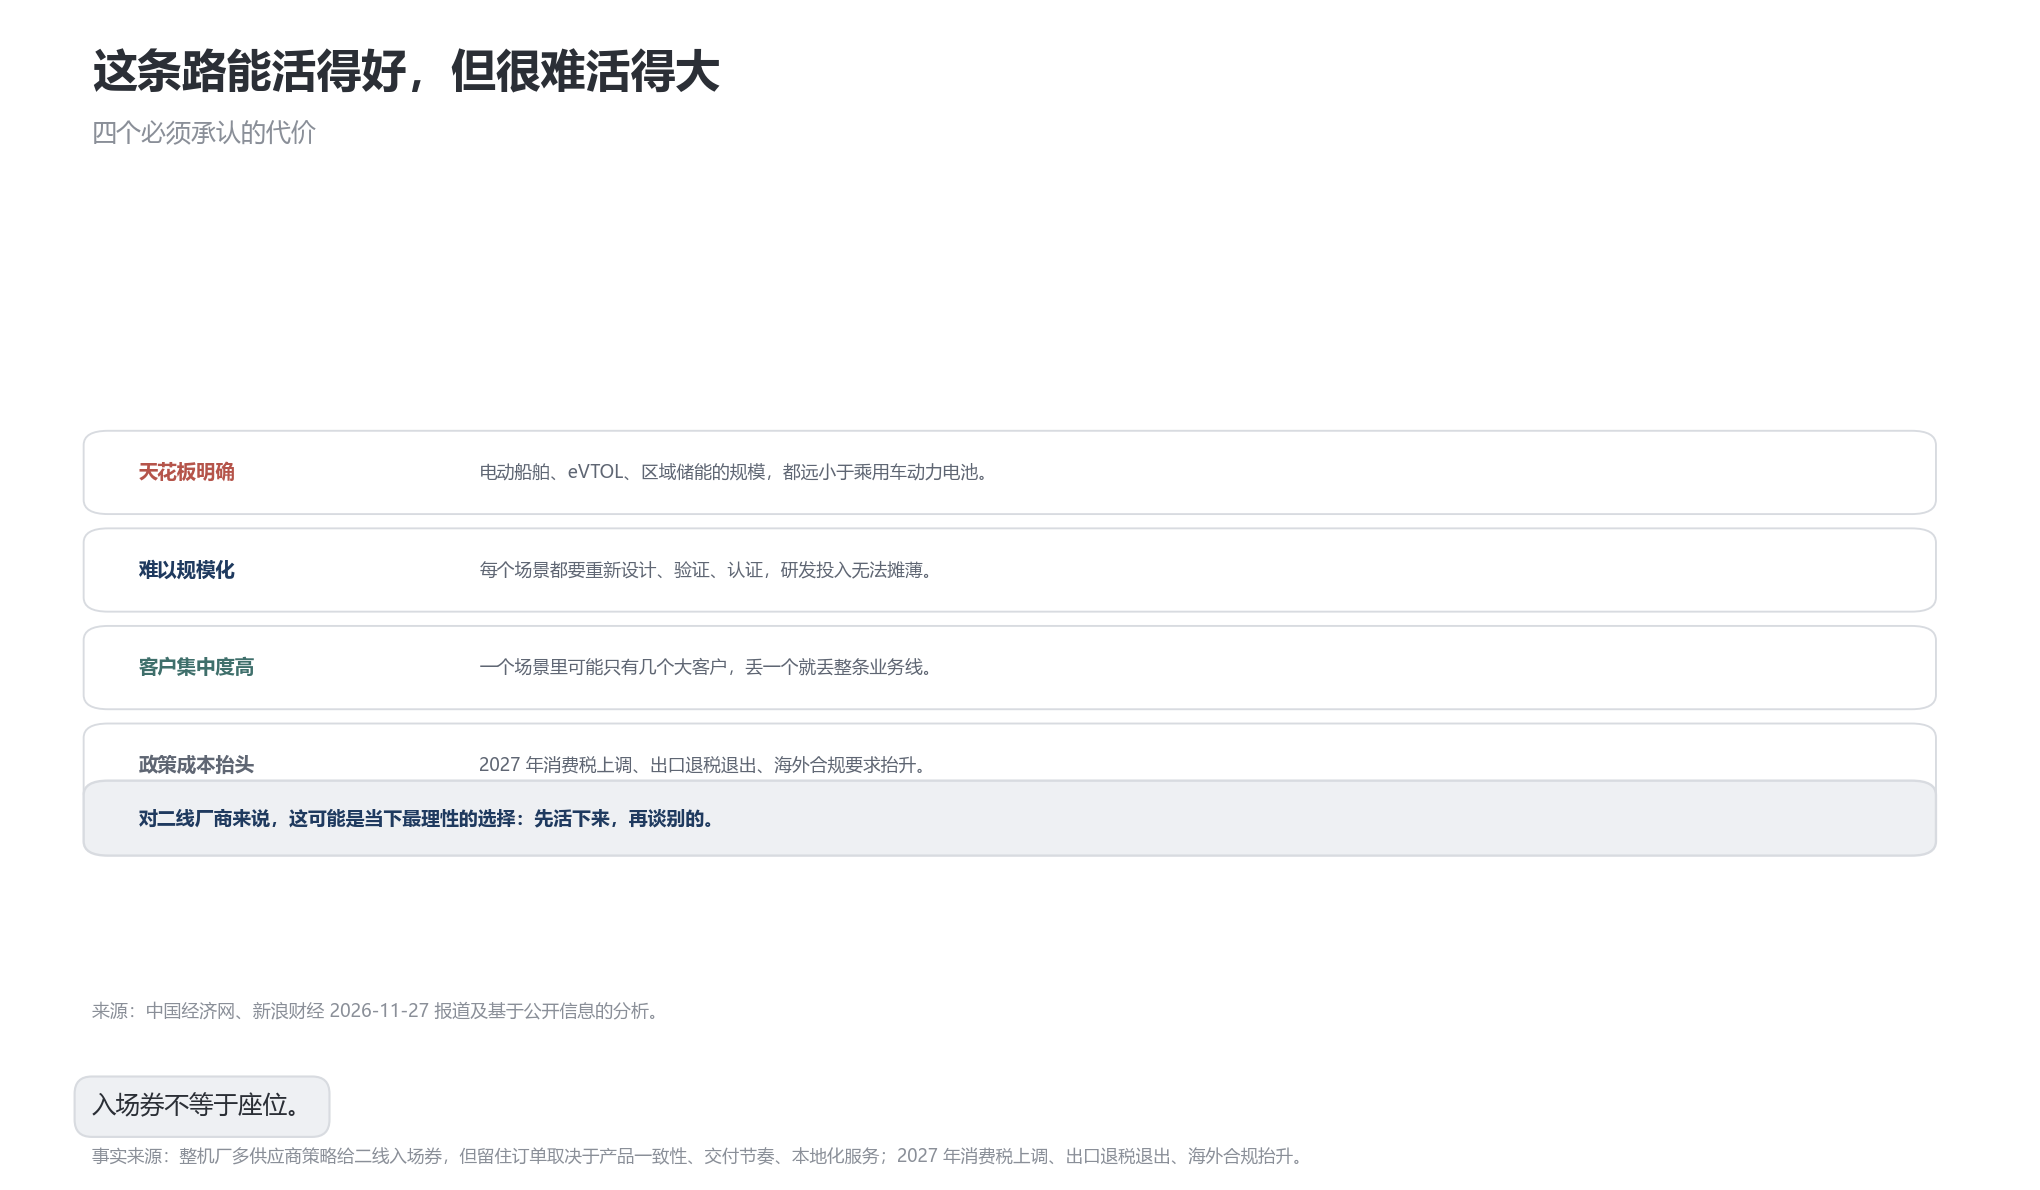 这条路能活得好，但很难活得大
四个必须承认的代价
天花板明确 电动船舶、eVTOL、区域储能的规模，都远小于乘用车动力电池。
难以规模化 每个场景都要重新设计、验证、认证，研发投入无法摊薄。
客户集中度高 一个场景里可能只有几个大客户，丢一个就丢整条业务线。
政策成本抬头 2027 年消费税上调、出口退税退出、海外合规要求抬升。
对二线厂商来说，这可能是当下最理性的选择：先活下来，再谈别的。
来源：中国经济网、新浪财经 2026-11-27 报道及基于公开信息的分析。
入场券不等于座位。
事实来源：整机厂多供应商策略给二线入场券，但留住订单取决于产品一致性、交付节奏、本地化服务；2027 年消费税上调、出口退税退出、海外合规抬升。